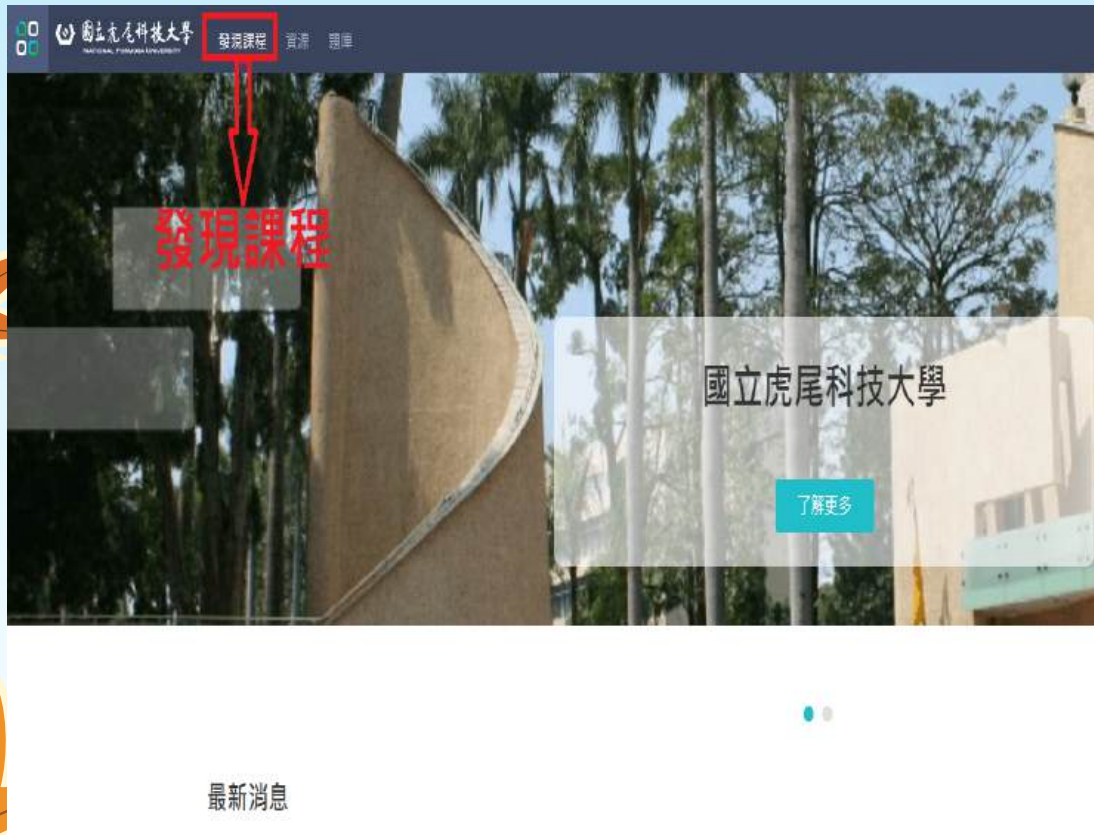 國立虎尾科技大學 發現課程 資源 題庫
NATIONAL FORMOSA UNIVERSITY
發現課程
國立虎尾科技大學
了解更多
最新消息